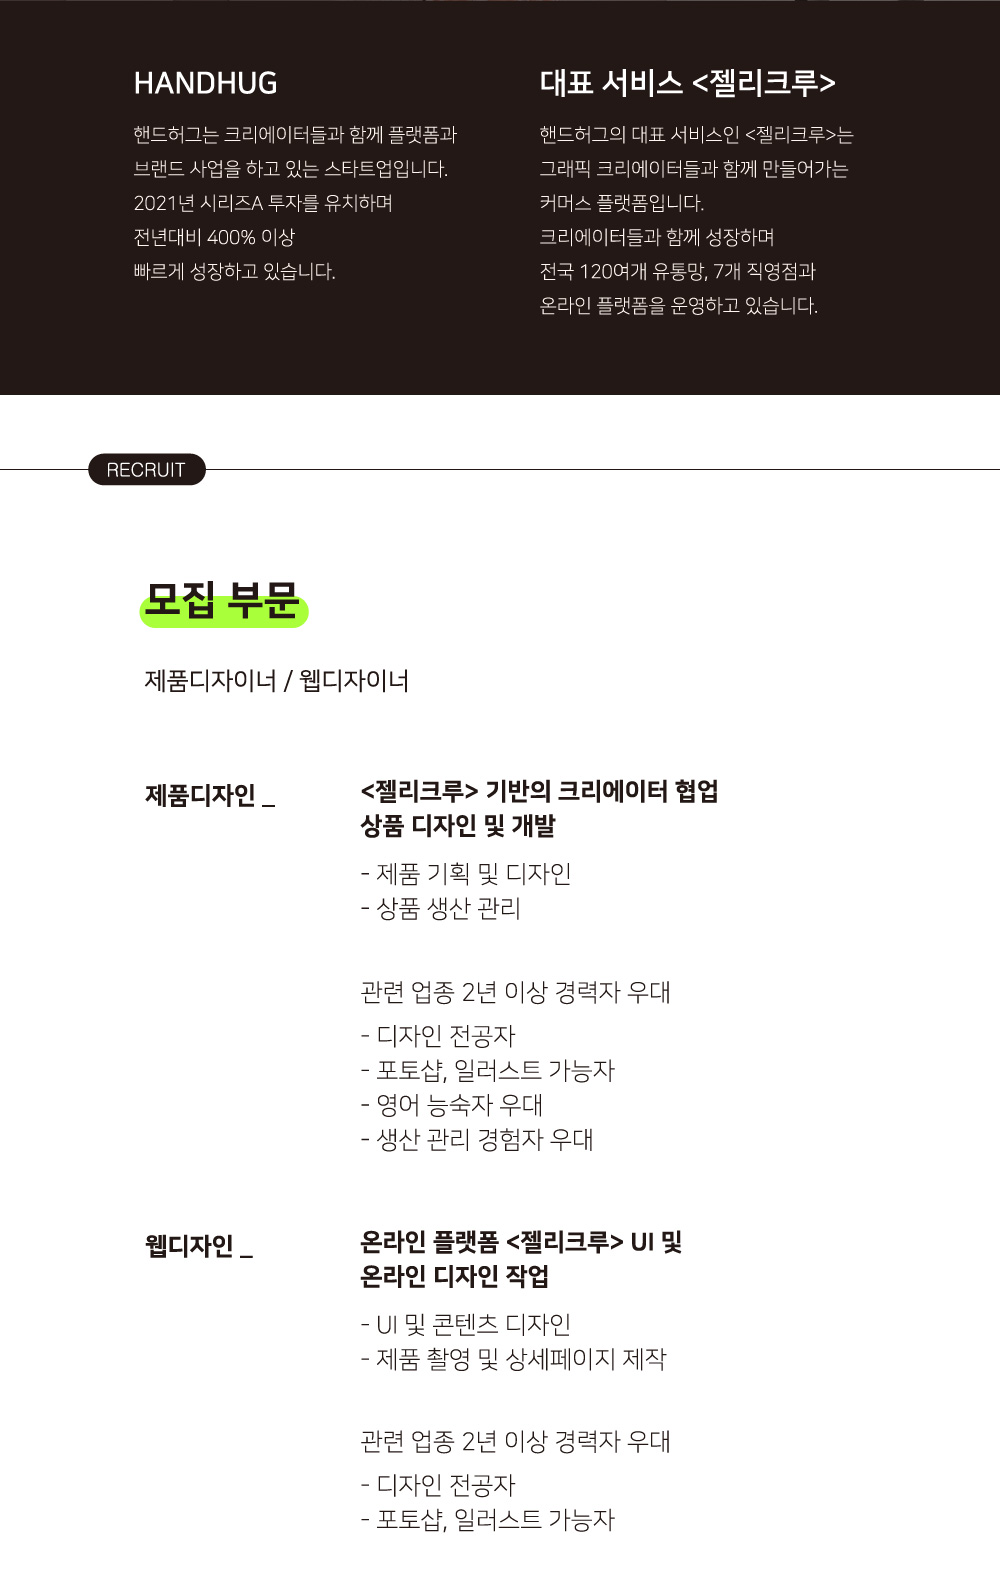 HANDHUG
핸드허그는 크리에이터들과 함께 플랫폼과
브랜드 사업을 하고 있는 스타트업입니다.
2021년 시리즈A 투자를 유치하며
전년대비 400% 이상
빠르게 성장하고 있습니다.
대표 서비스 <젤리크루>
핸드허그의 대표 서비스인 <젤리크루>는
그래픽 크리에이터들과 함께 만들어가는
커머스 플랫폼입니다.
크리에이터들과 함께 성장하며
전국 120여개 유통망, 7개 직영점과
온라인 플랫폼을 운영하고 있습니다.
RECRUIT
모집 부문
제품디자이너 / 웹디자이너
제품디자인 _
<젤리크루> 기반의 크리에이터 협업
상품 디자인 및 개발
- 제품 기획 및 디자인
- 상품 생산 관리
관련 업종 2년 이상 경력자 우대
- 디자인 전공자
- 포토샵, 일러스트 가능자
- 영어 능숙자 우대
- 생산 관리 경험자 우대
웹디자인 _
온라인 플랫폼 <젤리크루> UI 및
온라인 디자인 작업
- UI 및 콘텐츠 디자인
- 제품 촬영 및 상세페이지 제작
관련 업종 2년 이상 경력자 우대
- 디자인 전공자
- 포토샵, 일러스트 가능자